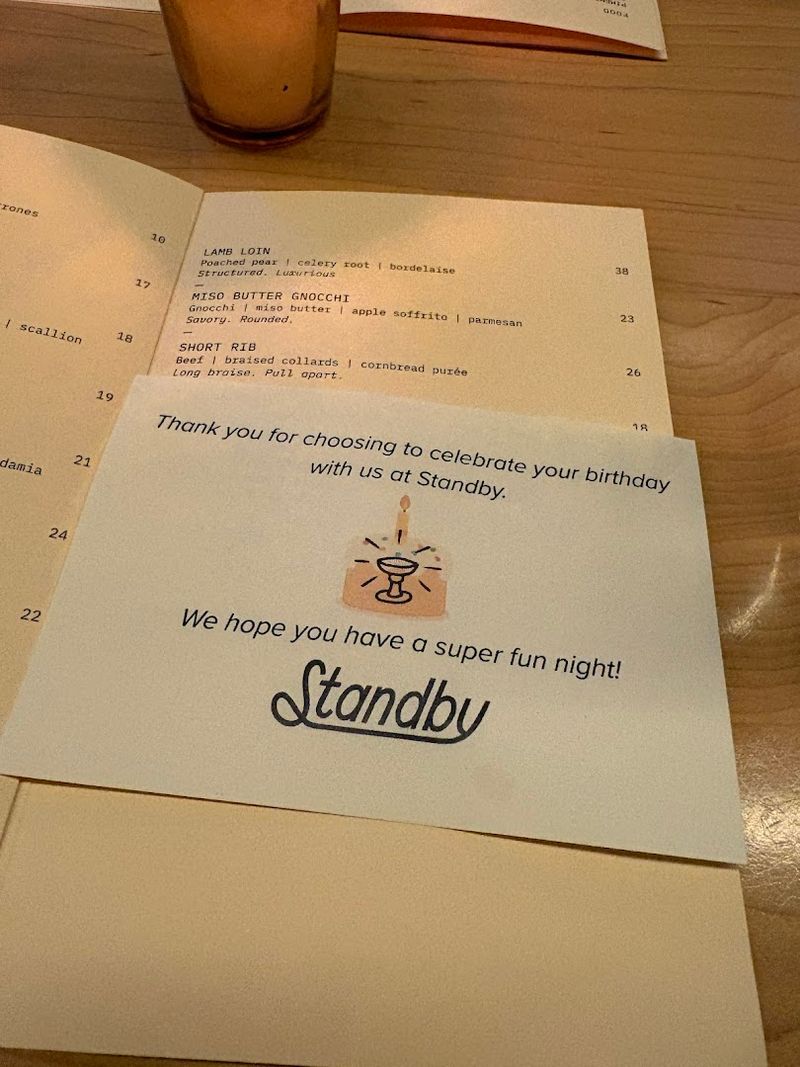 FOOD
rones
10
17
| scallion 18
19
21
damia
24
22
LAMB LOIN
Poached pear | celery root | bordelaise 38
Structured. Luxurious
—
MISO BUTTER GNOCCHI
Gnocchi | miso butter | apple soffrito | parmesan 23
Savory. Rounded.
—
SHORT RIB
Beef | braised collards | cornbread purée 26
Long braise. Pull apart.
18
Thank you for choosing to celebrate your birthday
with us at Standby.
We hope you have a super fun night!
Standby